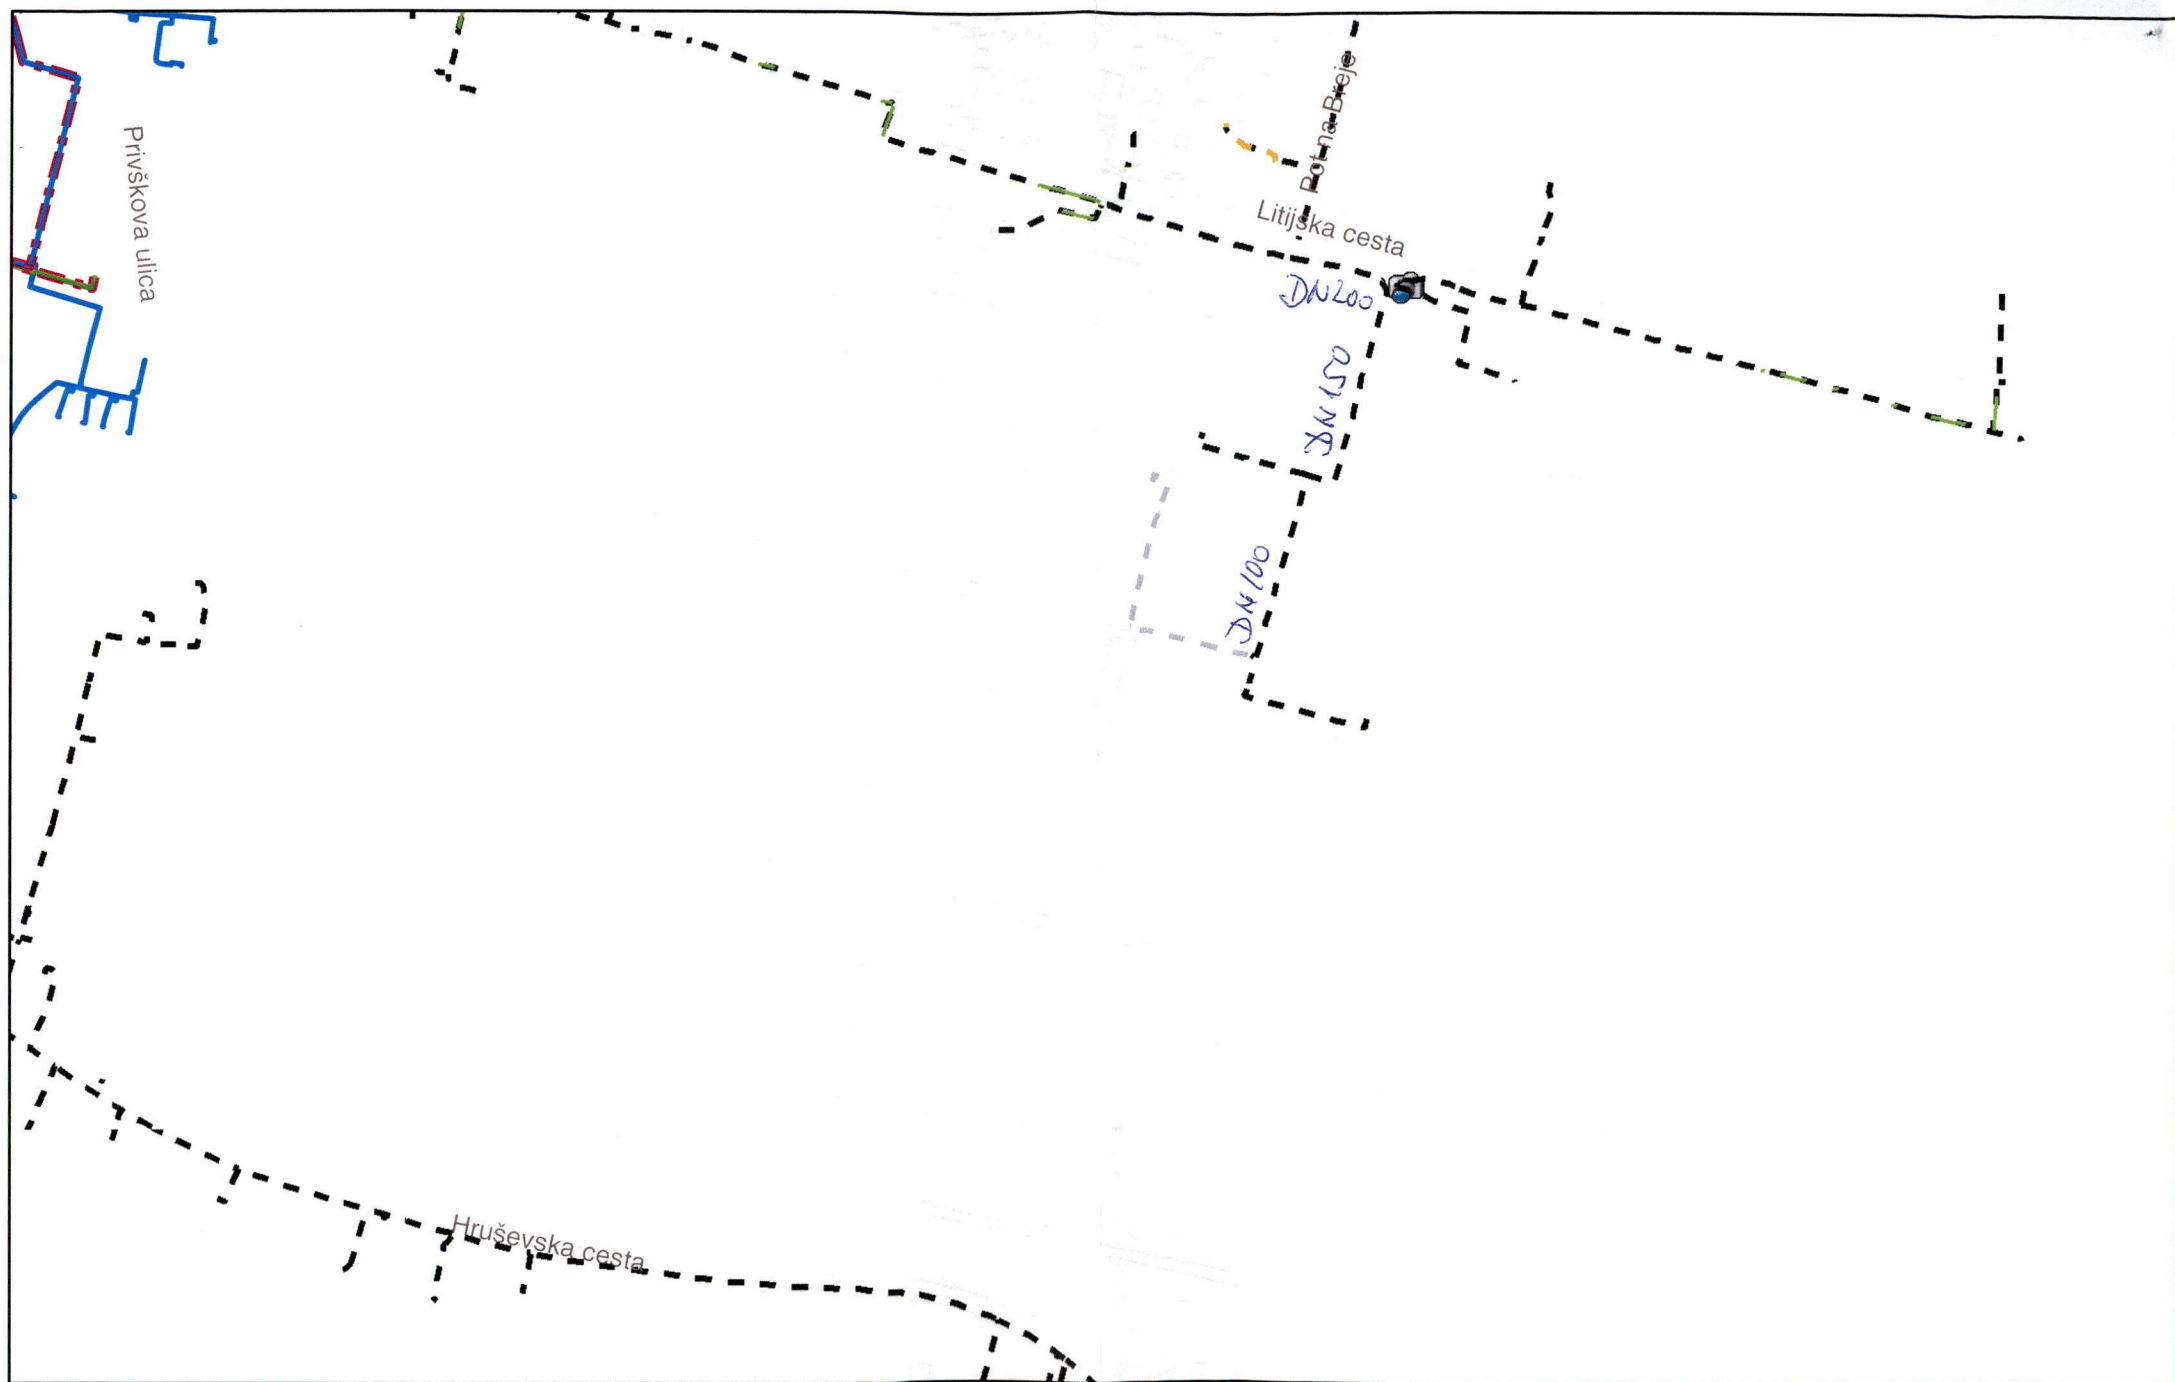 Pot na Breje
Privškova ulica
Litijska cesta
DN200
DN150
DN100
Hruševska cesta